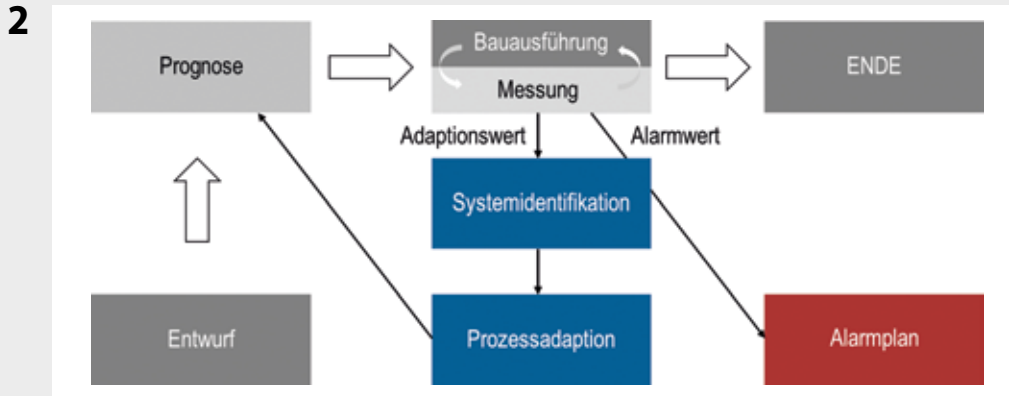 2
Prognose
Bauausführung
Messung
ENDE
Adaptionswert
Alarmwert
Systemidentifikation
Entwurf
Prozessadaption
Alarmplan